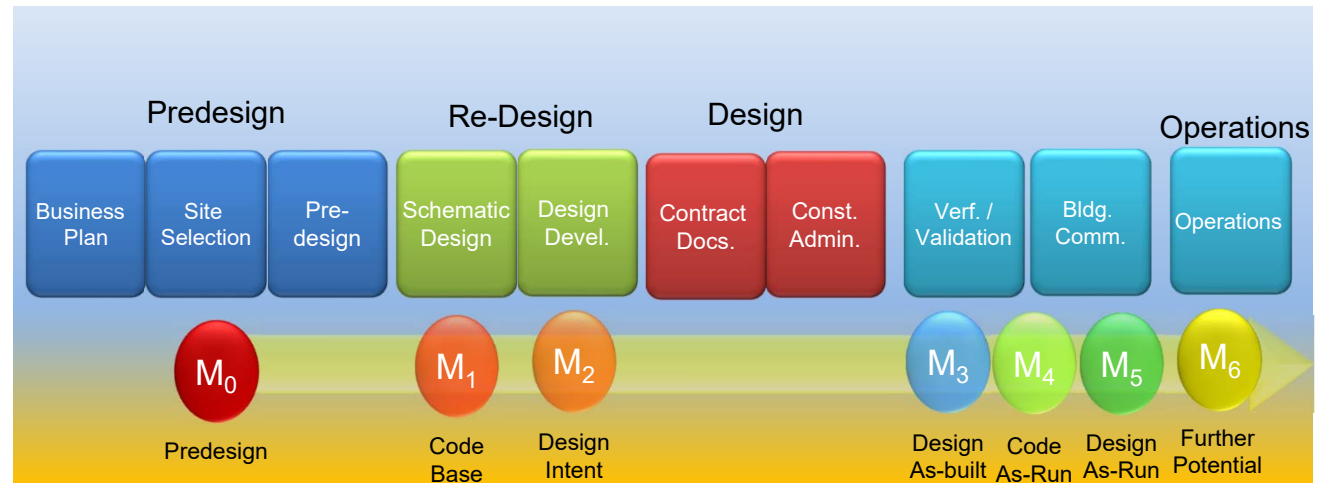 Predesign
Re-Design
Design
Operations
Business
Plan
Site
Selection
Pre-
design
Schematic
Design
Design
Devel.
Contract
Docs.
Const.
Admin.
Verf. /
Validation
Bldg.
Comm.
Operations
M0
M1
M2
M3
M4
M5
M6
Predesign
Code
Base
Design
Intent
Design
As-built
Code
As-Run
Design
As-Run
Further
Potential